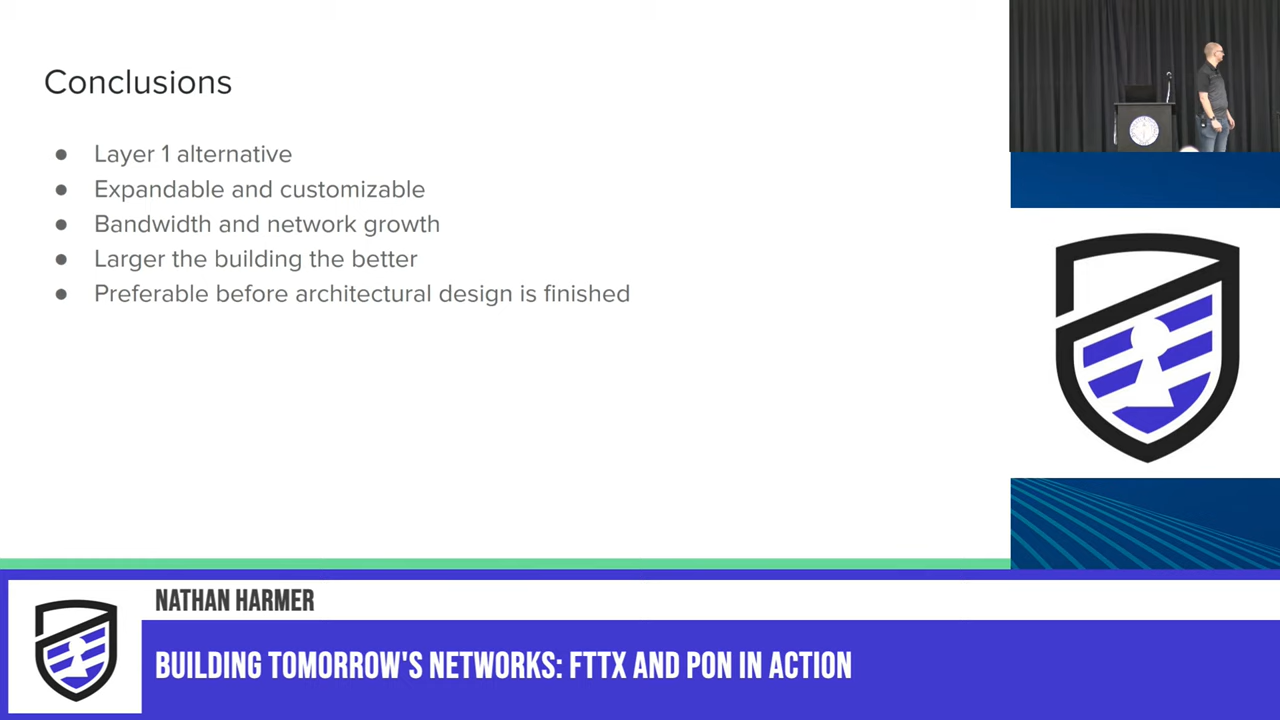 Conclusions
● Layer 1 alternative
● Expandable and customizable
● Bandwidth and network growth
● Larger the building the better
● Preferable before architectural design is finished
NATHAN HARMER
BUILDING TOMORROW'S NETWORKS: FTTX AND PON IN ACTION